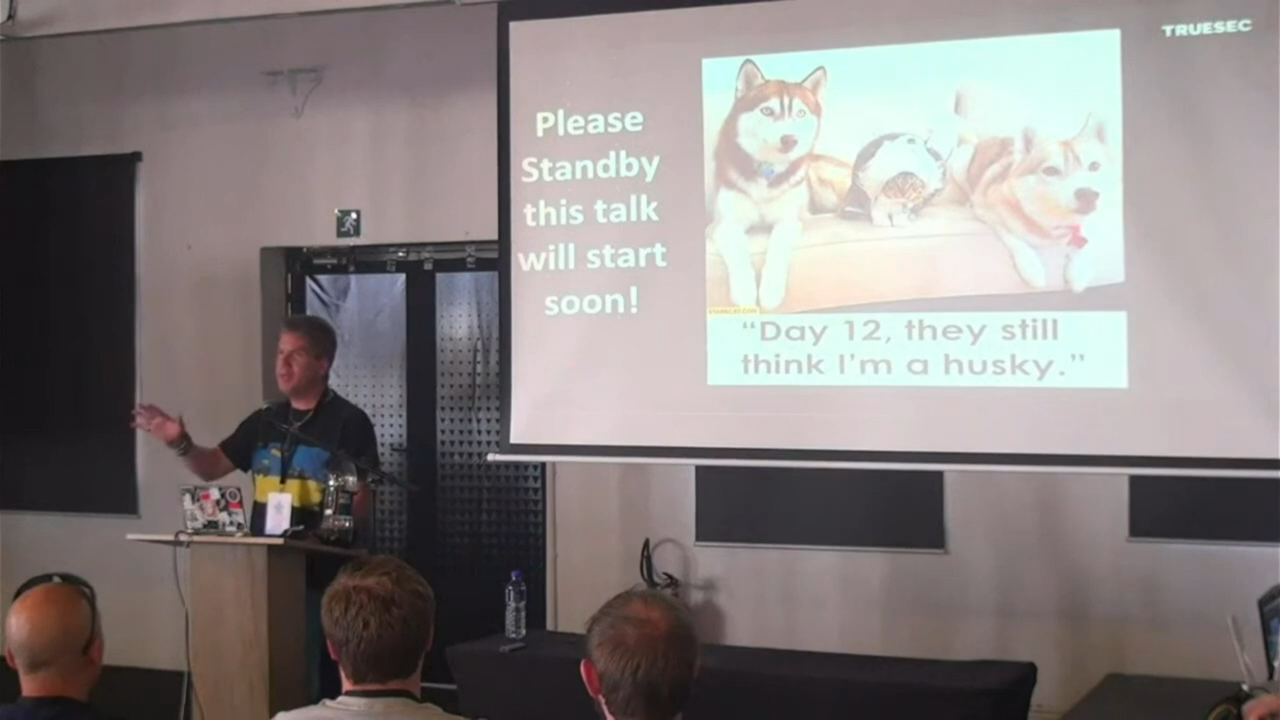 TRUESEC
Please
Standby
this talk
will start
soon!
“Day 12, they still
think I’m a husky.”